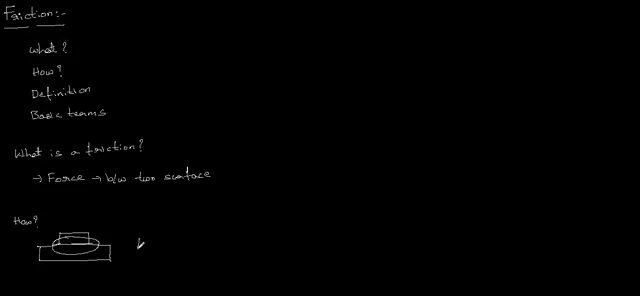 Friction:-
What?
How?
Definition
Basic terms
What is a friction?
→ Force → b/w two surface
How?